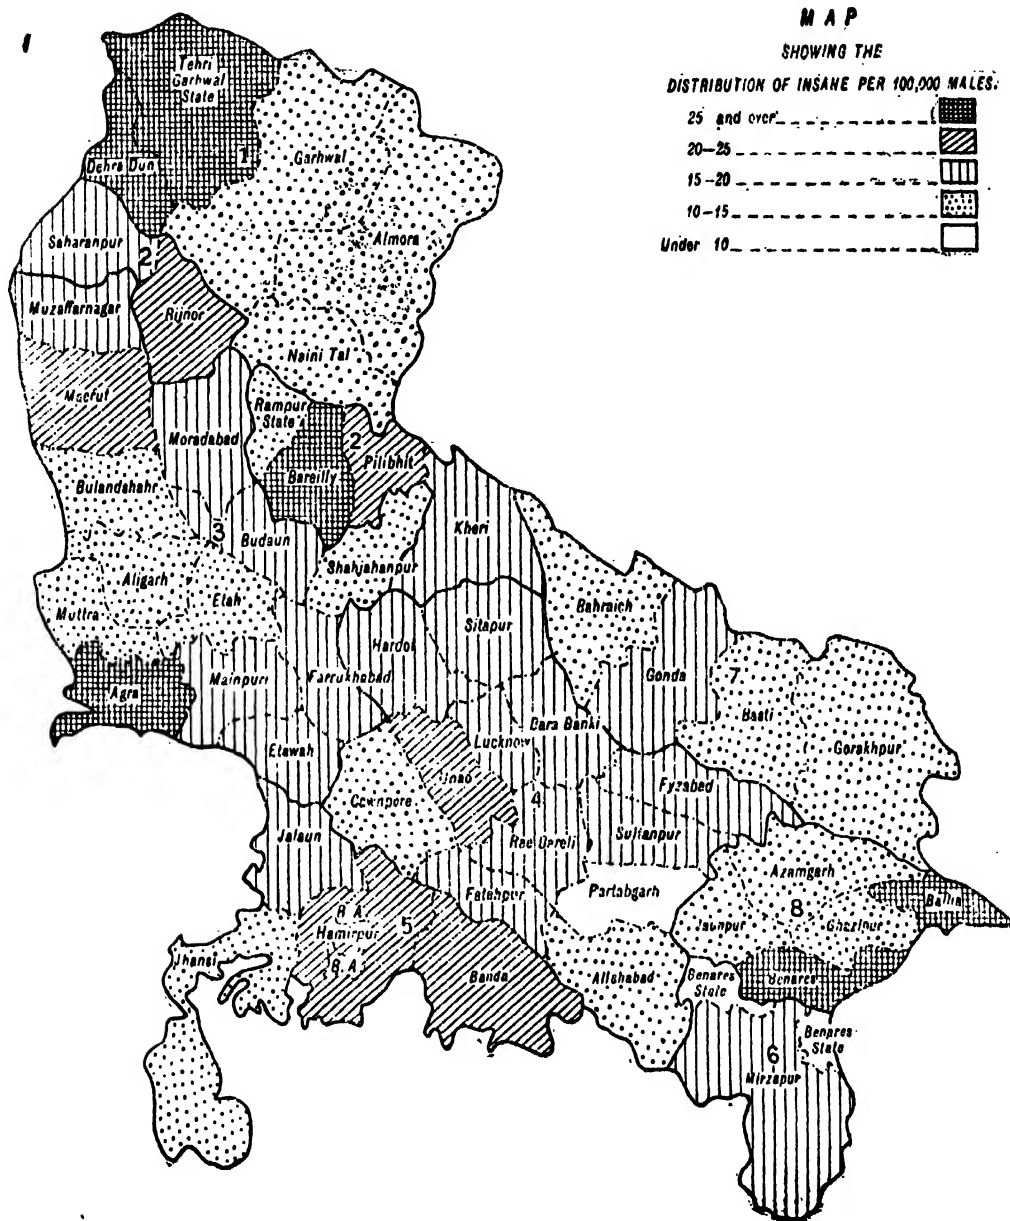 MAP
SHOWING THE
DISTRIBUTION OF INSANE PER 100,000 MALES.
25 and over
20-25
15-20
10-15
Under 10
Tehri
Garhwal
State
1
Garhwal
Dehra Dun
Almora
Saharanpur
2
Muzaffarnagar
Bijnor
Naini Tal
Meerut
Rampur
State
Moradabad
2
Pilibhit
Bareilly
Bulandshahr
3
Budaun
Kheri
Shahjahanpur
Aligarh
Etah
Muttra
Bahraich
Hardoi
Sitapur
Agra
Mainpuri
Farrukhabad
Gonda
7
Basti
Gorakhpur
Bara Banki
Lucknow
Etawah
Unao
Cawnpore
4
Fyzabad
Sultanpur
Jalaun
Rae Bareli
Azamgarh
Partabgarh
Fatehpur
Ballia
8
Jaunpur
Ghazipur
B.A.
Hamirpur
5
B.A.
Jhansi
Banda
Allahabad
Benares
State
Benares
Benares
State
6
Mirzapur